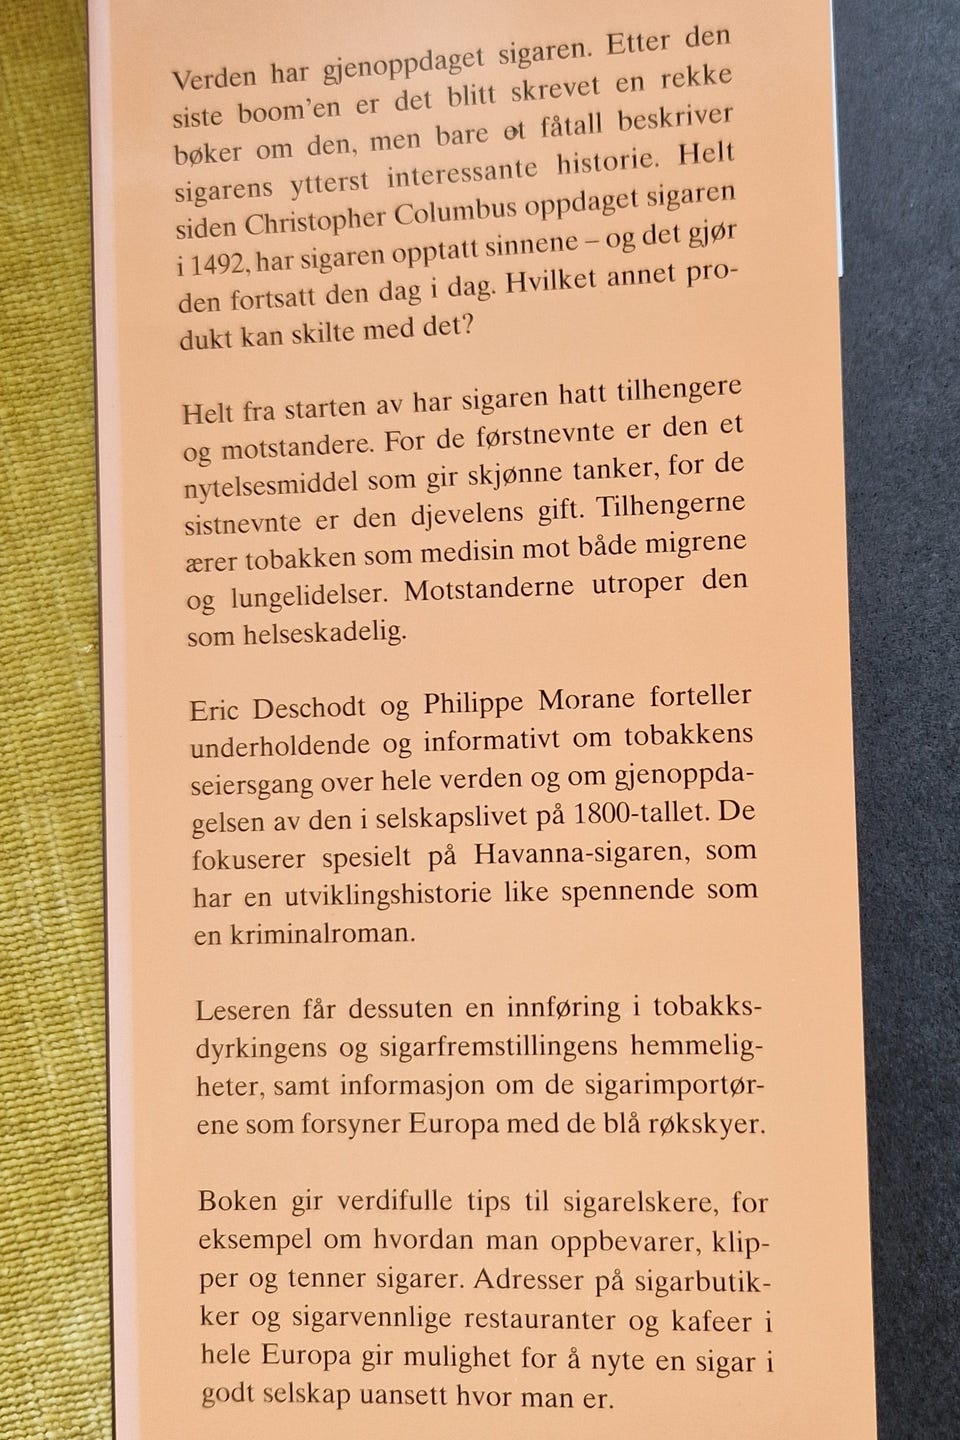 Verden har gjenoppdaget sigaren. Etter den
siste boom'en er det blitt skrevet en rekke
bøker om den, men bare et fåtall beskriver
sigarens ytterst interessante historie. Helt
siden Christopher Columbus oppdaget sigaren
i 1492, har sigaren opptatt sinnene – og det gjør
den fortsatt den dag i dag. Hvilket annet pro-
dukt kan skilte med det?

Helt fra starten av har sigaren hatt tilhengere
og motstandere. For de førstnevnte er den et
nytelsesmiddel som gir skjønne tanker, for de
sistnevnte er den djevelens gift. Tilhengerne
ærer tobakken som medisin mot både migrene
og lungelidelser. Motstanderne utroper den
som helseskadelig.

Eric Deschodt og Philippe Morane forteller
underholdende og informativt om tobakkens
seiersgang over hele verden og om gjenoppda-
gelsen av den i selskapslivet på 1800-tallet. De
fokuserer spesielt på Havanna-sigaren, som
har en utviklingshistorie like spennende som
en kriminalroman.

Leseren får dessuten en innføring i tobakks-
dyrkingens og sigarfremstillingens hemmelig-
heter, samt informasjon om de sigarimportør-
ene som forsyner Europa med de blå røkskyer.

Boken gir verdifulle tips til sigarelskere, for
eksempel om hvordan man oppbevarer, klip-
per og tenner sigarer. Adresser på sigarbutik-
ker og sigarvennlige restauranter og kafeer i
hele Europa gir mulighet for å nyte en sigar i
godt selskap uansett hvor man er.